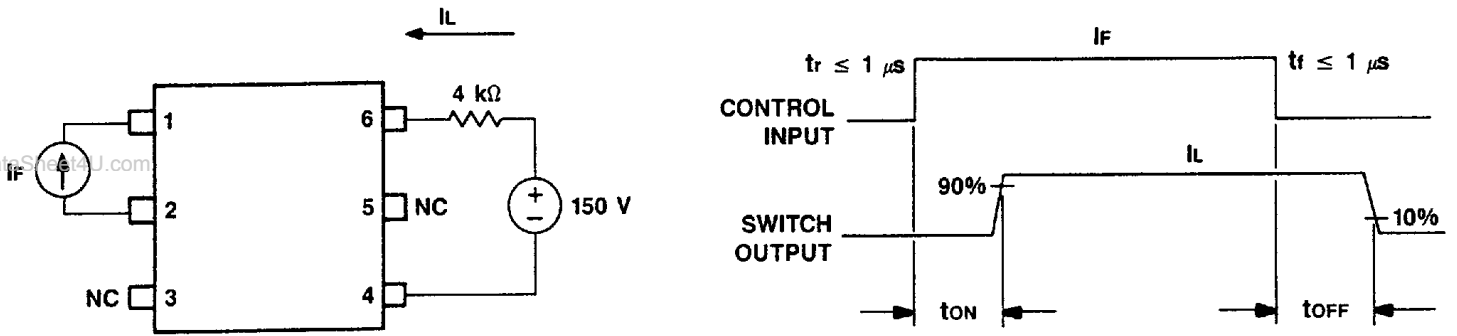 IL
4 kΩ
1
6
IF
2
5
NC
+
−
150 V
NC
3
4
IF
tr ≤ 1 μs
tf ≤ 1 μs
CONTROL
INPUT
IL
90%
10%
SWITCH
OUTPUT
tON
tOFF